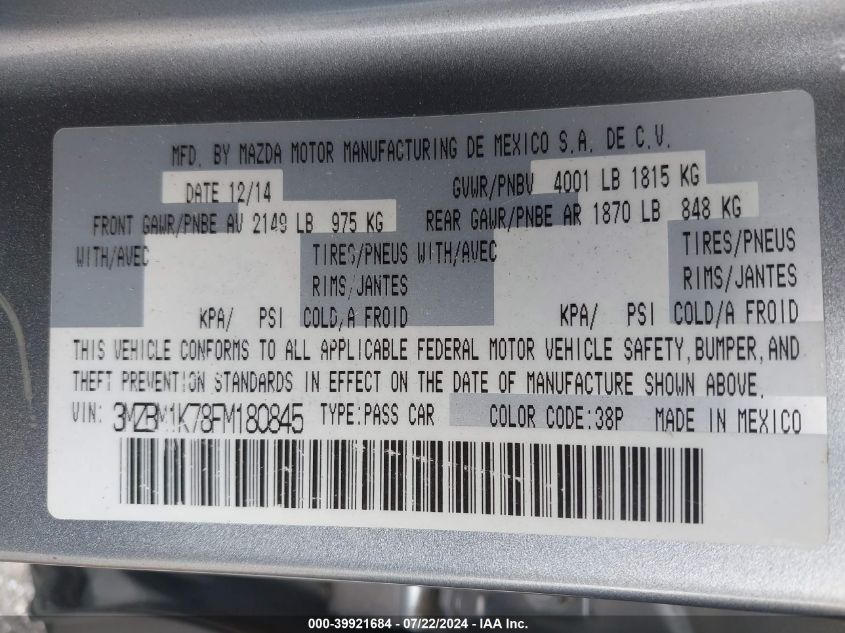 MFD. BY MAZDA MOTOR MANUFACTURING DE MEXICO S.A. DE C.V.
DATE 12/14 GVWR/PNBV 4001 LB 1815 KG
FRONT GAWR/PNBE AV 2149 LB 975 KG REAR GAWR/PNBE AR 1870 LB 848 KG
WITH/AVEC TIRES/PNEUS WITH/AVEC TIRES/PNEUS
RIMS/JANTES RIMS/JANTES
KPA/ PSI COLD/A FROID KPA/ PSI COLD/A FROID
THIS VEHICLE CONFORMS TO ALL APPLICABLE FEDERAL MOTOR VEHICLE SAFETY, BUMPER, AND
THEFT PREVENTION STANDARDS IN EFFECT ON THE DATE OF MANUFACTURE SHOWN ABOVE.
VIN: 3MZBM1K78FM180845 TYPE:PASS CAR COLOR CODE:38P MADE IN MEXICO
000-39921684 - 07/22/2024 - IAA Inc.